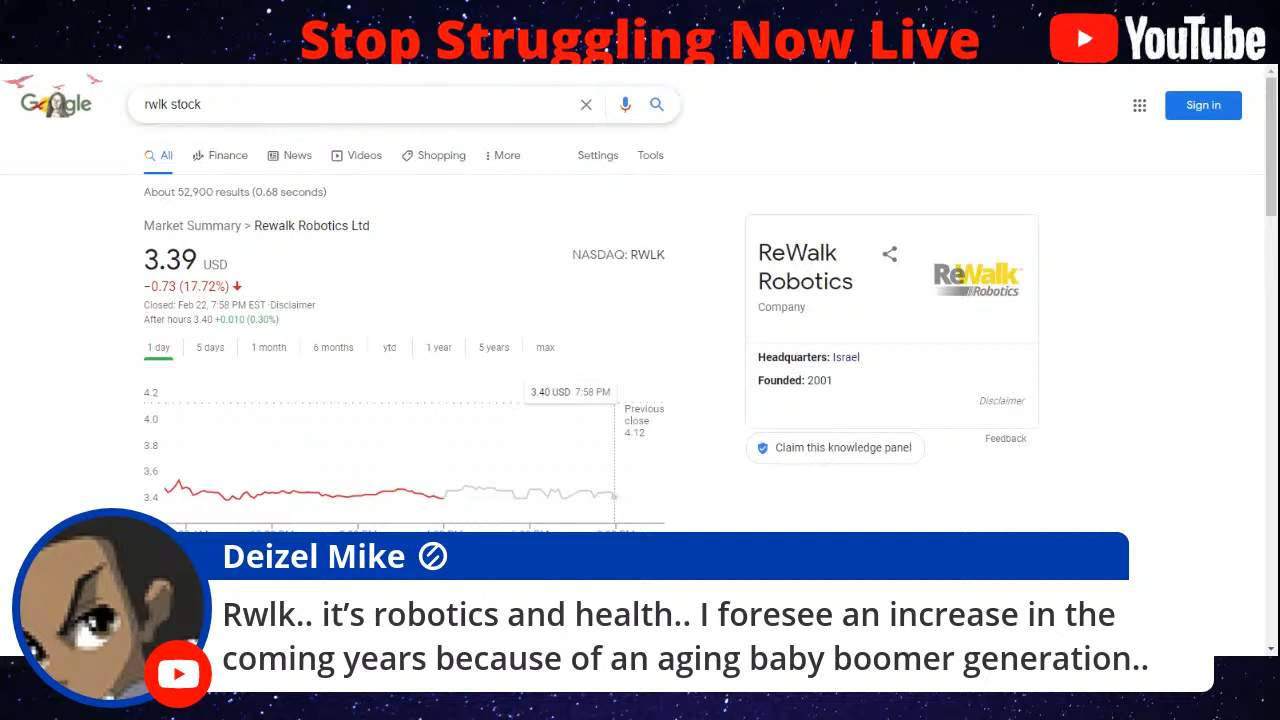 Stop Struggling Now Live
YouTube
Google
rwlk stock
Sign in
All Finance News Videos Shopping More Settings Tools
About 52,900 results (0.68 seconds)
Market Summary > Rewalk Robotics Ltd
3.39 USD
NASDAQ: RWLK
−0.73 (17.72%)
Closed: Feb 22, 7:58 PM EST · Disclaimer
After hours 3.40 +0.010 (0.30%)
1 day 5 days 1 month 6 months ytd 1 year 5 years max
3.40 USD 7:58 PM
4.2
4.0
3.8
3.6
3.4
Previous
close
4.12
ReWalk
Robotics
Company
ReWalk
Robotics
Headquarters: Israel
Founded: 2001
Disclaimer
Feedback
Claim this knowledge panel
Deizel Mike
Rwlk.. it’s robotics and health.. I foresee an increase in the
coming years because of an aging baby boomer generation..